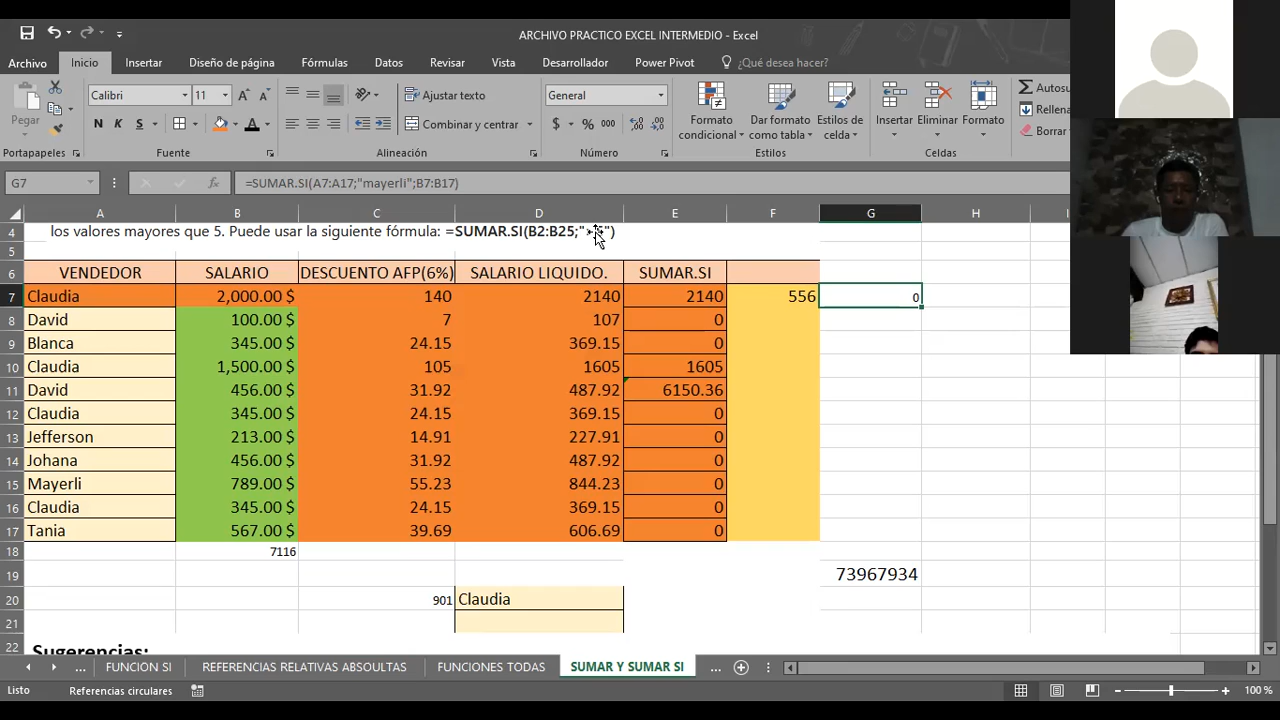 ARCHIVO PRACTICO EXCEL INTERMEDIO - Excel
Archivo Inicio Insertar Diseño de página Fórmulas Datos Revisar Vista Desarrollador Power Pivot ¿Qué desea hacer?
Pegar
Calibri 11
N K S
Ajustar texto
Combinar y centrar
General
$ % 000
Formato condicional
Dar formato como tabla
Estilos de celda
Insertar Eliminar Formato
Autosu
Rellena
Borrar
Portapapeles Fuente Alineación Número Estilos Celdas
G7 fx =SUMAR.SI(A7:A17;"mayerli";B7:B17)
A B C D E F G H I
4 los valores mayores que 5. Puede usar la siguiente fórmula: =SUMAR.SI(B2:B25;">5")
5
6 VENDEDOR SALARIO DESCUENTO AFP(6%) SALARIO LIQUIDO. SUMAR.SI
7 Claudia 2,000.00 $ 140 2140 2140 556 0
8 David 100.00 $ 7 107 0
9 Blanca 345.00 $ 24.15 369.15 0
10 Claudia 1,500.00 $ 105 1605 1605
11 David 456.00 $ 31.92 487.92 6150.36
12 Claudia 345.00 $ 24.15 369.15 0
13 Jefferson 213.00 $ 14.91 227.91 0
14 Johana 456.00 $ 31.92 487.92 0
15 Mayerli 789.00 $ 55.23 844.23 0
16 Claudia 345.00 $ 24.15 369.15 0
17 Tania 567.00 $ 39.69 606.69 0
18 7116
19 73967934
20 901 Claudia
21
22 Sugerencias:
... FUNCION SI REFERENCIAS RELATIVAS ABSOULTAS FUNCIONES TODAS SUMAR Y SUMAR SI ...
Listo Referencias circulares 100 %